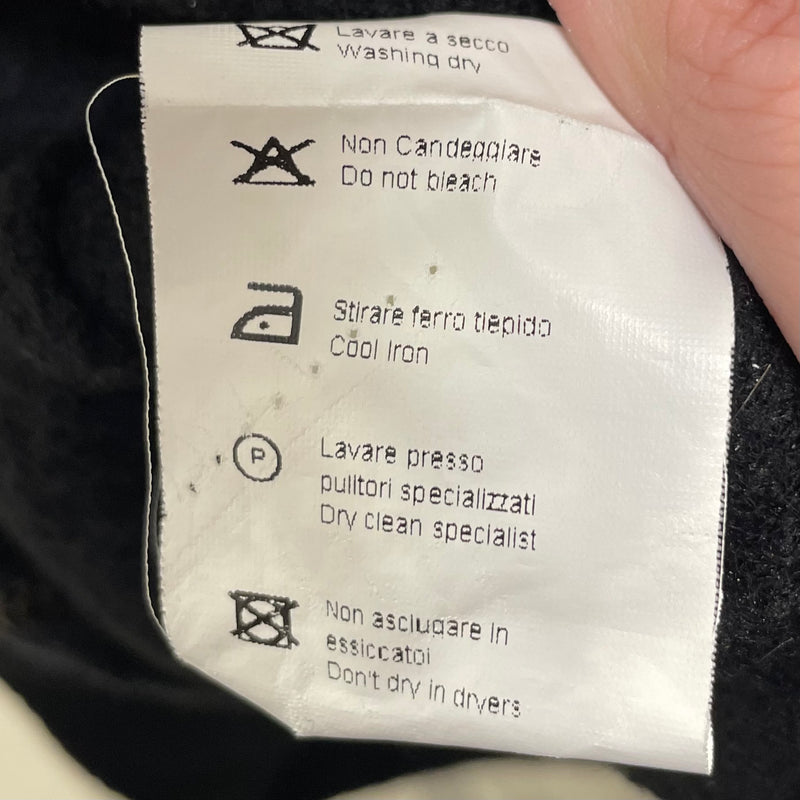 Lavare a secco
Washing dry
Non Candeggiare
Do not bleach
Stirare ferro tiepido
Cool Iron
P
Lavare presso
pulitori specializzati
Dry clean specialist
Non asciugare in
essiccatoi
Don't dry in dryers